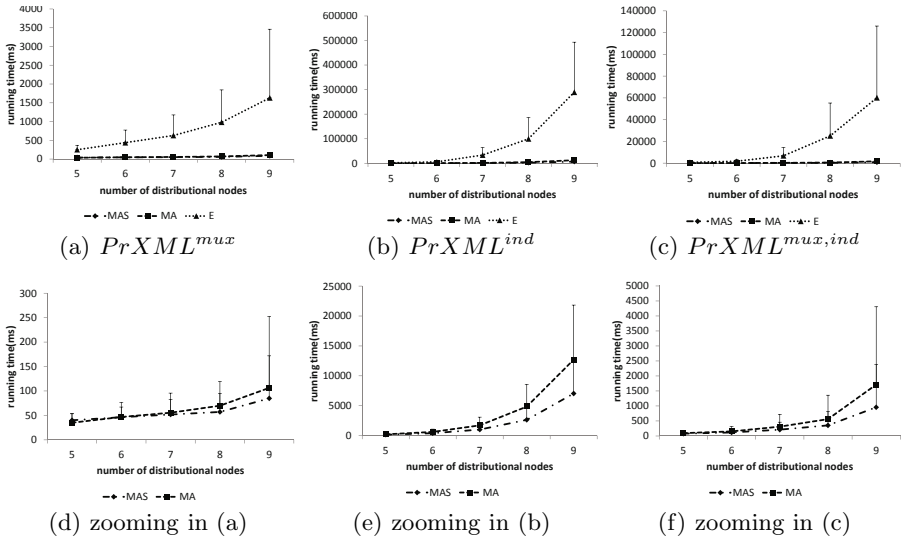 running time(ms)
4000
3500
3000
2500
2000
1500
1000
500
0
5 6 7 8 9
number of distributional nodes
MAS MA E
(a) PrXML^{mux}
running time(ms)
600000
500000
400000
300000
200000
100000
0
5 6 7 8 9
number of distributional nodes
MAS MA E
(b) PrXML^{ind}
running time(ms)
140000
120000
100000
80000
60000
40000
20000
0
5 6 7 8 9
number of distributional nodes
MAS MA E
(c) PrXML^{mux,ind}
running time(ms)
300
250
200
150
100
50
0
5 6 7 8 9
number of distributional nodes
MAS MA
(d) zooming in (a)
running time(ms)
25000
20000
15000
10000
5000
0
5 6 7 8 9
number of distributional nodes
MAS MA
(e) zooming in (b)
running time(ms)
5000
4500
4000
3500
3000
2500
2000
1500
1000
500
0
5 6 7 8 9
number of distributional nodes
MAS MA
(f) zooming in (c)